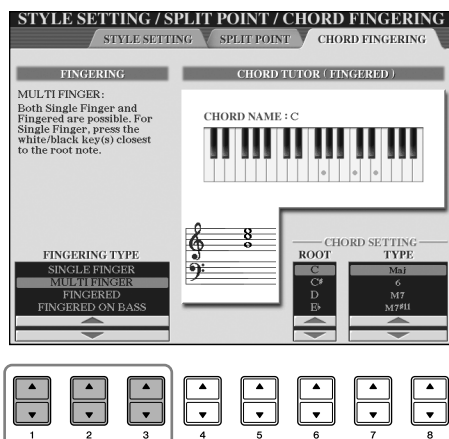 STYLE SETTING / SPLIT POINT / CHORD FINGERING
STYLE SETTING
SPLIT POINT
CHORD FINGERING
FINGERING
MULTI FINGER:
Both Single Finger and
Fingered are possible. For
Single Finger, press the
white/black key(s) closest
to the root note.
FINGERING TYPE
SINGLE FINGER
MULTI FINGER
FINGERED
FINGERED ON BASS
CHORD TUTOR ( FINGERED )
CHORD NAME : C
CHORD SETTING
ROOT
C
C♯
D
E♭
TYPE
Maj
6
M7
M7♯11
1 2 3 4 5 6 7 8